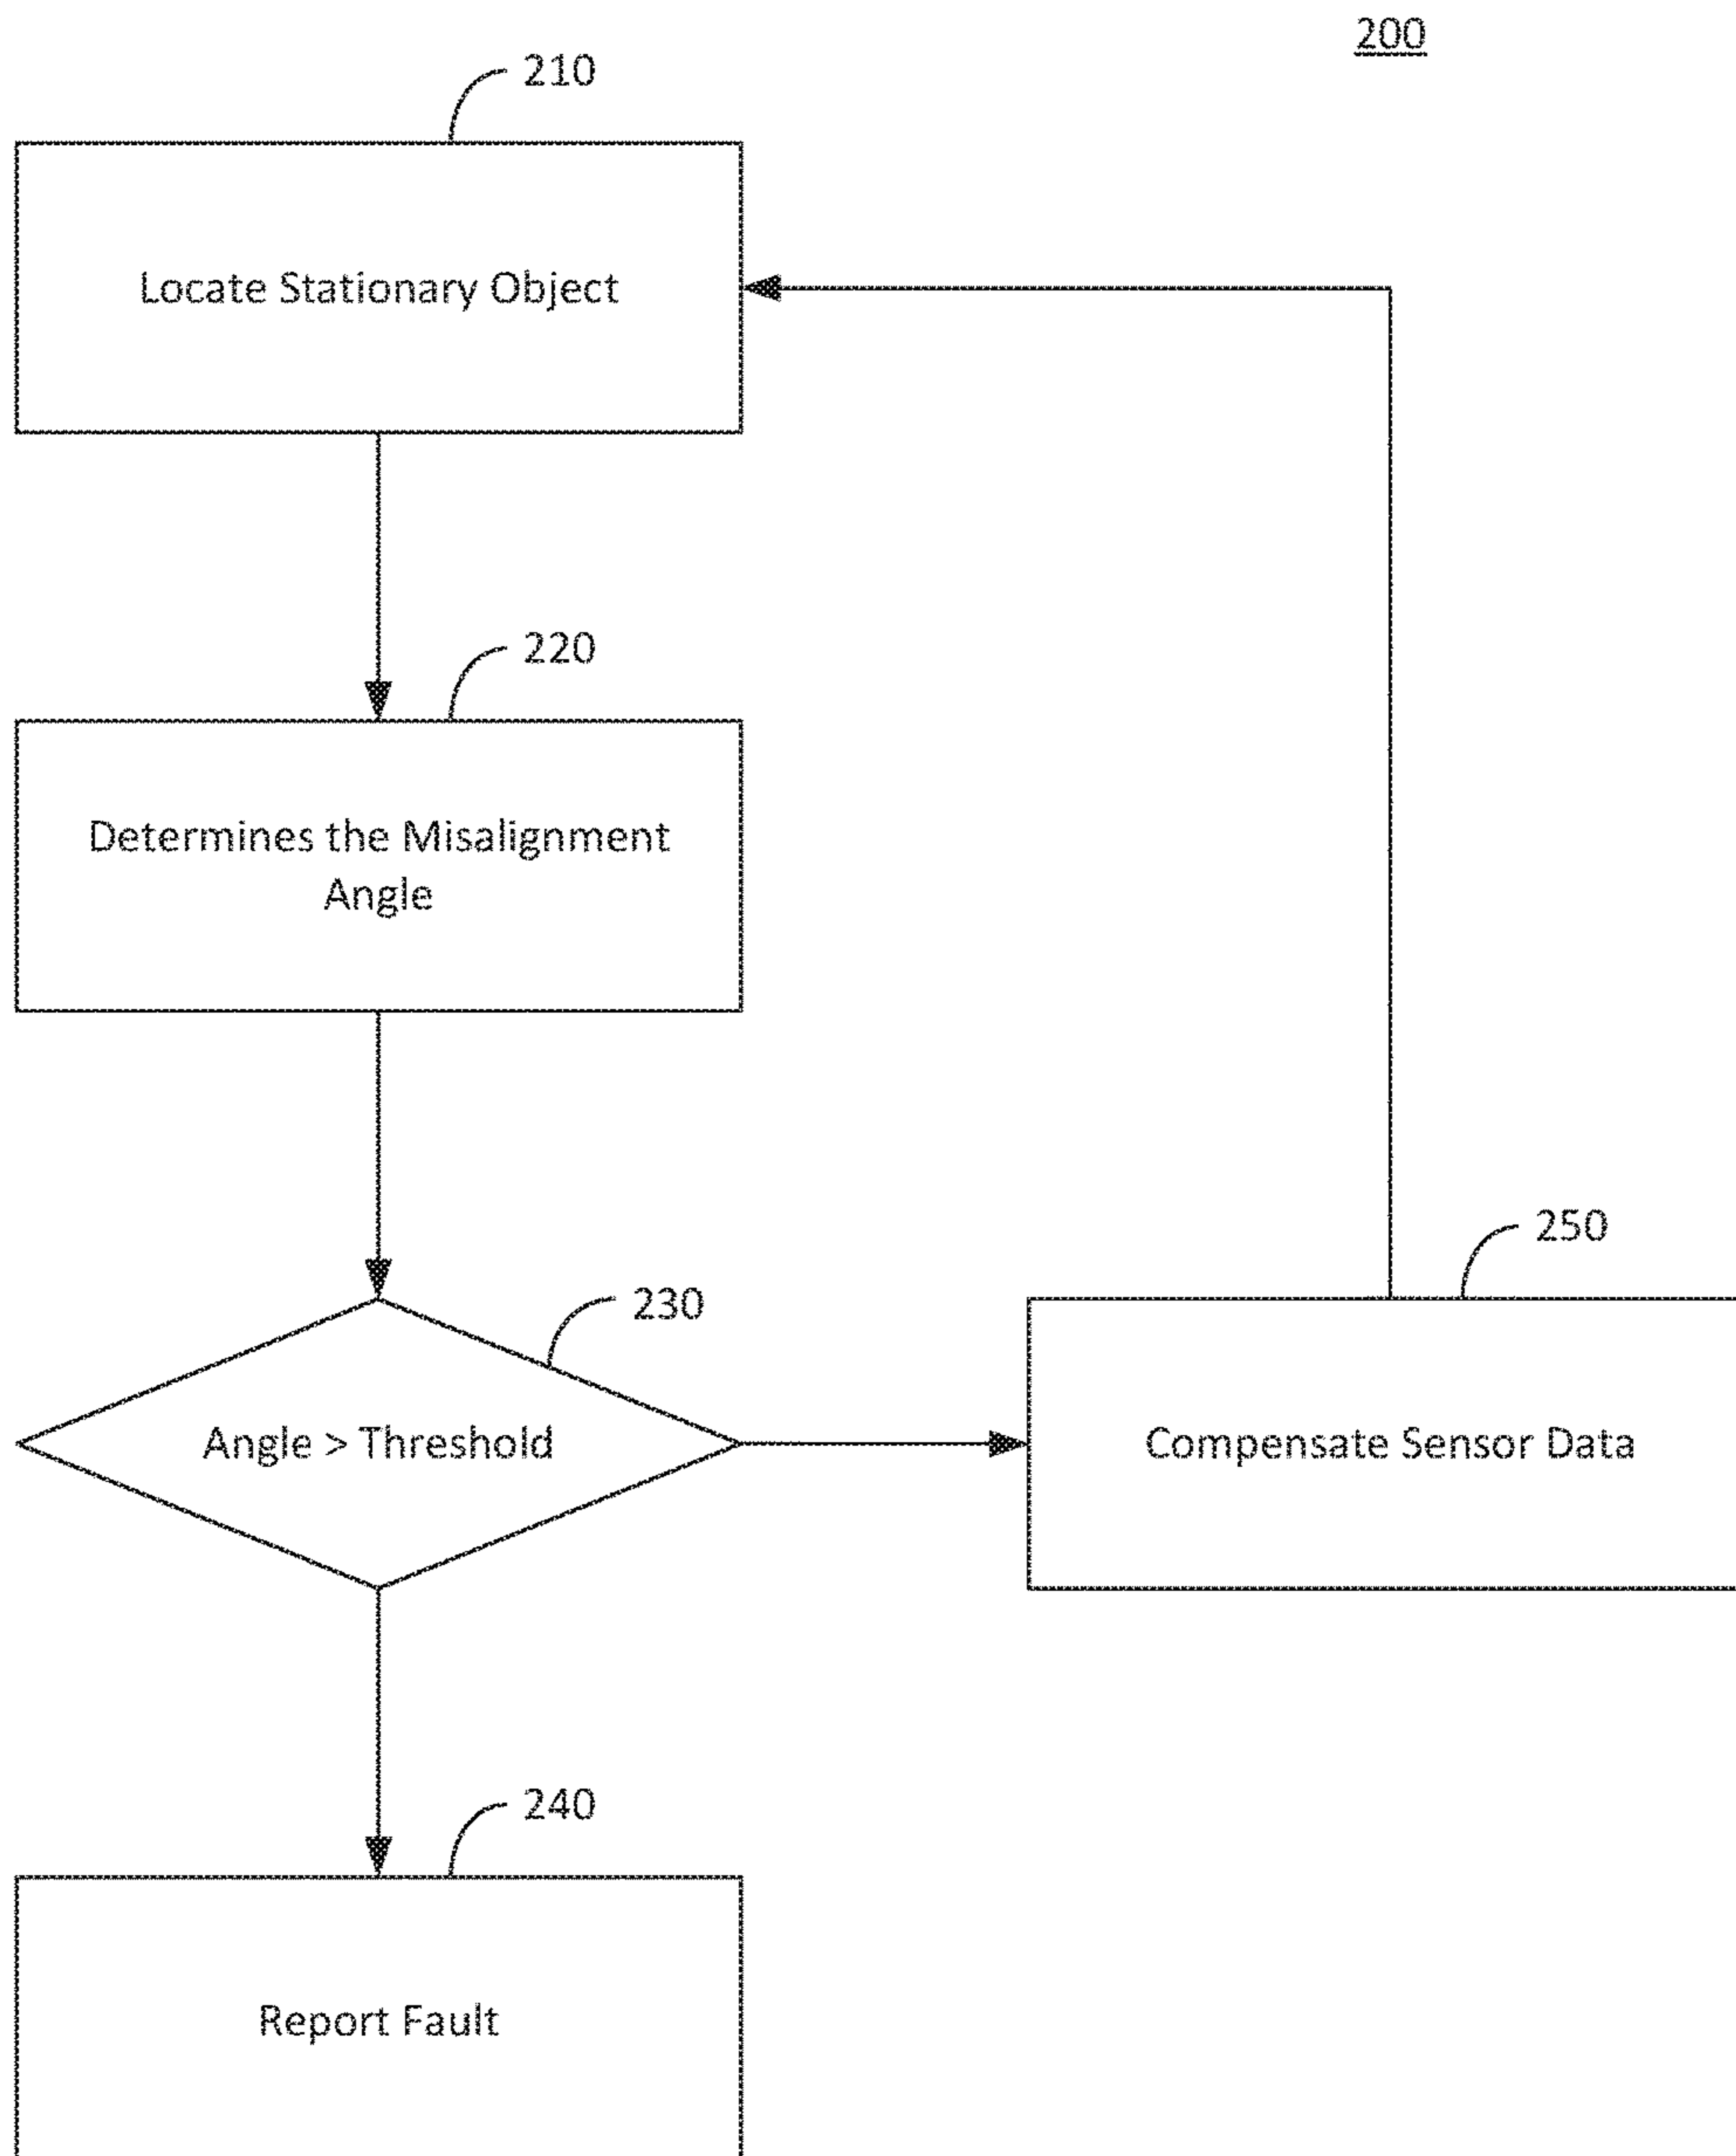 200
210
Locate Stationary Object
220
Determines the Misalignment
Angle
230
Angle > Threshold
250
Compensate Sensor Data
240
Report Fault